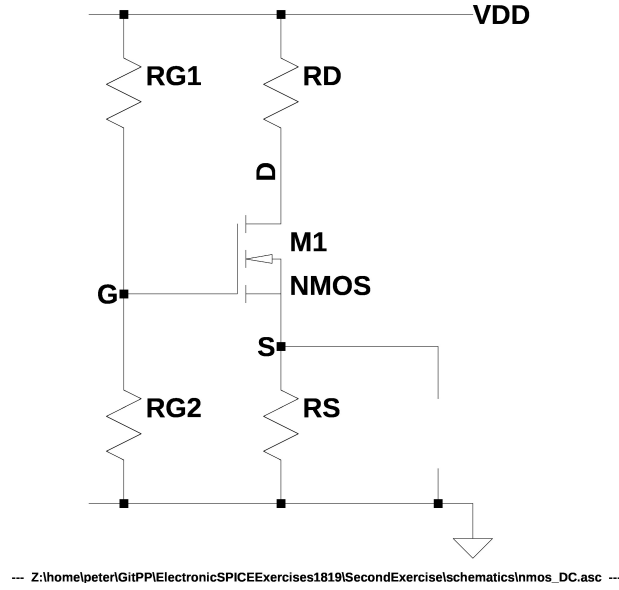 VDD
RG1
RD
D
M1
NMOS
G
S
RG2
RS
--- Z:\home\peter\GitPP\ElectronicSPICEExercises1819\SecondExercise\schematics\nmos_DC.asc ---